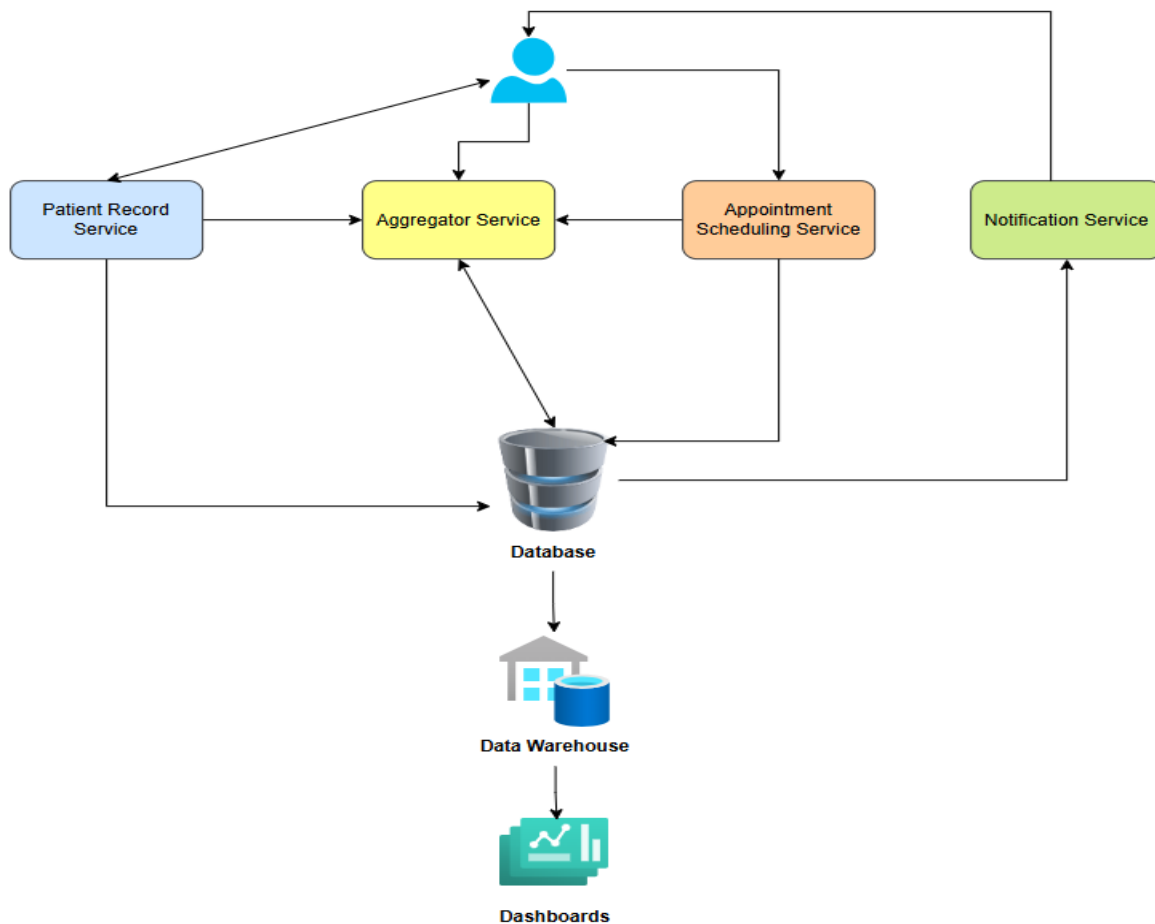 Patient Record
Service
Aggregator Service
Appointment
Scheduling Service
Notification Service
Database
Data Warehouse
Dashboards